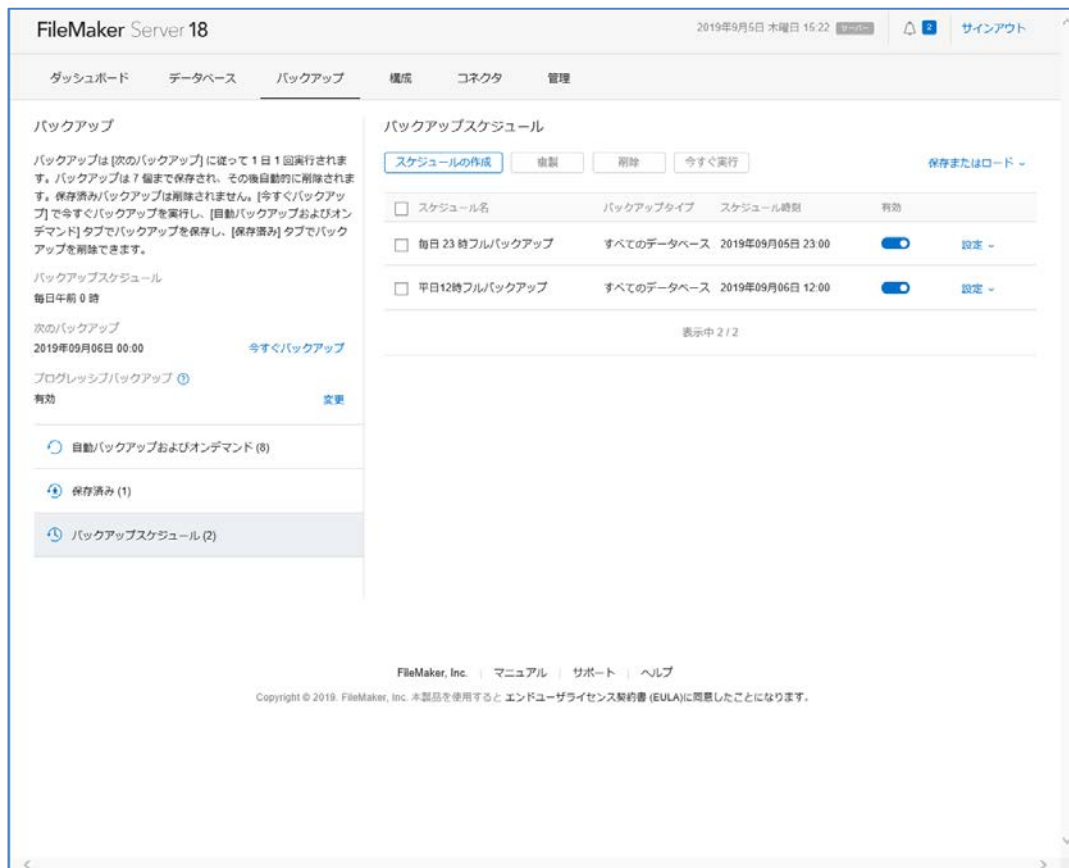 FileMaker Server 18
2019年9月5日 木曜日 15:22 サーバー
2
サインアウト
ダッシュボード データベース バックアップ 構成 コネクタ 管理
バックアップ
バックアップは [次のバックアップ] に従って 1 日 1 回実行されま
す。バックアップは 7 個まで保存され、その後自動的に削除されま
す。保存済みバックアップは削除されません。[今すぐバックアッ
プ] で今すぐバックアップを実行し、[自動バックアップおよびオン
デマンド] タブでバックアップを保存し、[保存済み] タブでバック
アップを削除できます。
バックアップスケジュール
毎日午前 0 時
次のバックアップ
2019年09月06日 00:00 今すぐバックアップ
プログレッシブバックアップ ?
有効 変更
自動バックアップおよびオンデマンド (8)
保存済み (1)
バックアップスケジュール (2)
バックアップスケジュール
スケジュールの作成 複製 削除 今すぐ実行 保存またはロード
スケジュール名 バックアップタイプ スケジュール時刻 有効
毎日 23 時フルバックアップ すべてのデータベース 2019年09月05日 23:00 設定
平日12時フルバックアップ すべてのデータベース 2019年09月06日 12:00 設定
表示中 2 / 2
FileMaker, Inc. | マニュアル | サポート | ヘルプ
Copyright © 2019. FileMaker, Inc. 本製品を使用すると エンドユーザライセンス契約書 (EULA)に同意したことになります。